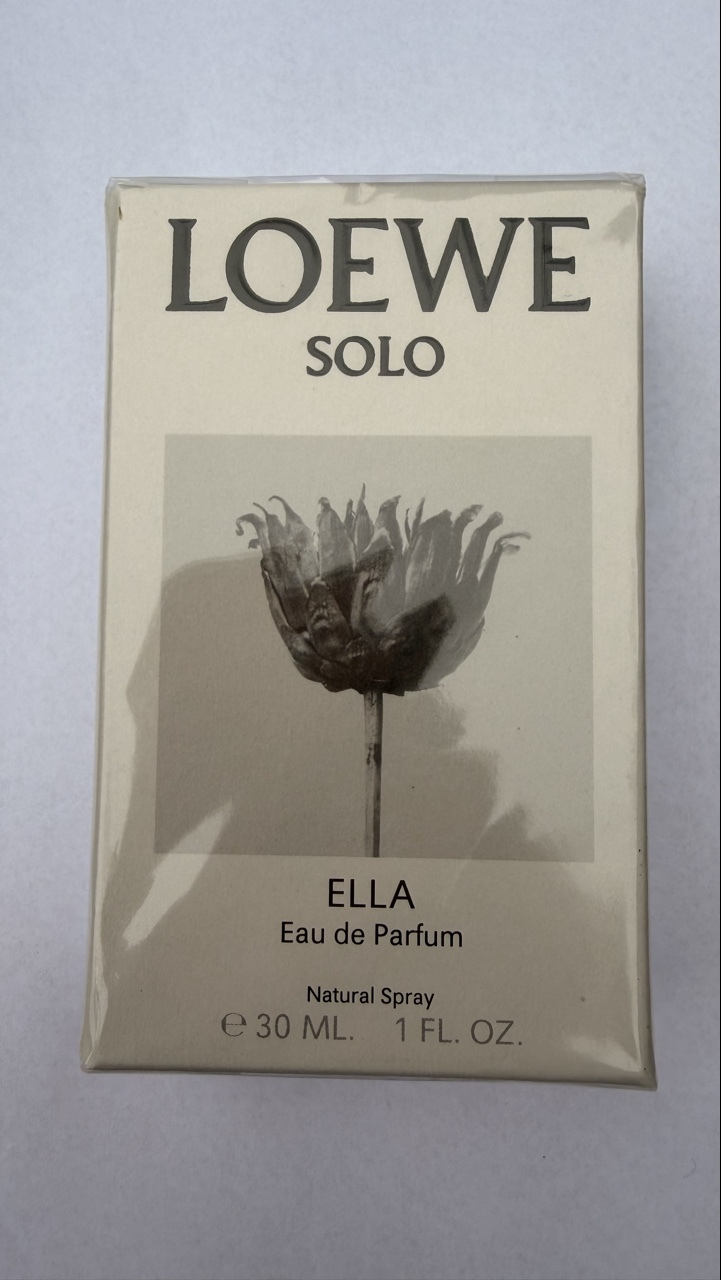 LOEWE
SOLO
ELLA
Eau de Parfum
Natural Spray
℮ 30 ML. 1 FL. OZ.